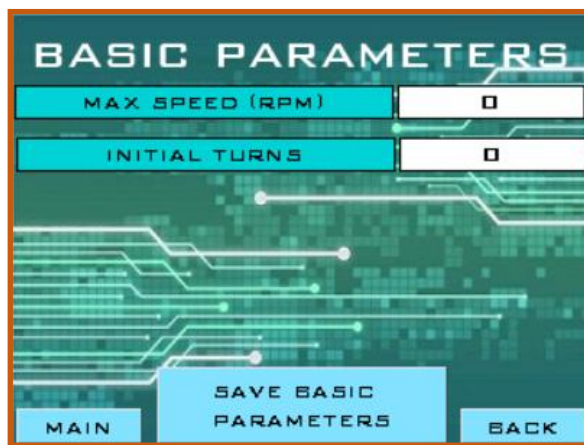 BASIC PARAMETERS
MAX SPEED (RPM) 0
INITIAL TURNS 0
SAVE BASIC
PARAMETERS
MAIN
BACK